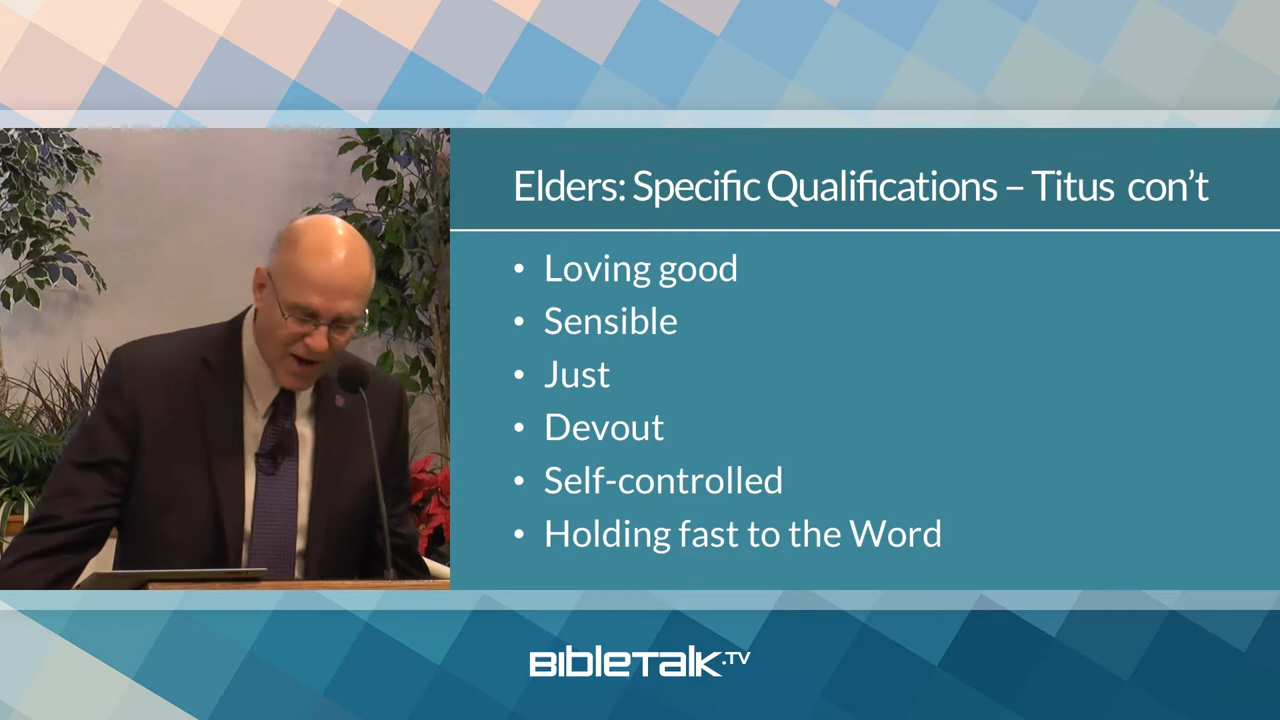 Elders: Specific Qualifications – Titus con't
• Loving good
• Sensible
• Just
• Devout
• Self-controlled
• Holding fast to the Word
BibleTalk.TV